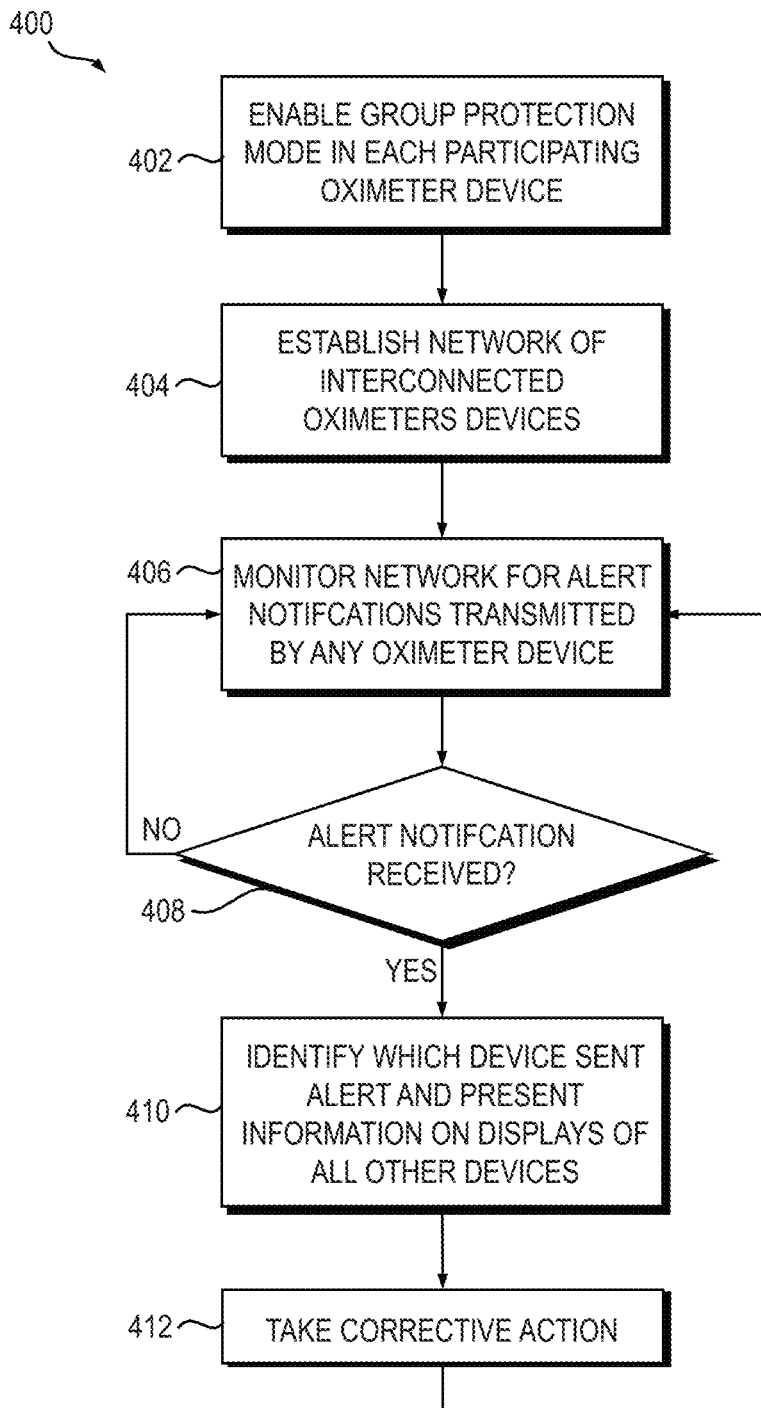 400
402
ENABLE GROUP PROTECTION
MODE IN EACH PARTICIPATING
OXIMETER DEVICE
404
ESTABLISH NETWORK OF
INTERCONNECTED
OXIMETERS DEVICES
406
MONITOR NETWORK FOR ALERT
NOTIFCATIONS TRANSMITTED
BY ANY OXIMETER DEVICE
NO
ALERT NOTIFCATION
RECEIVED?
408
YES
410
IDENTIFY WHICH DEVICE SENT
ALERT AND PRESENT
INFORMATION ON DISPLAYS OF
ALL OTHER DEVICES
412
TAKE CORRECTIVE ACTION